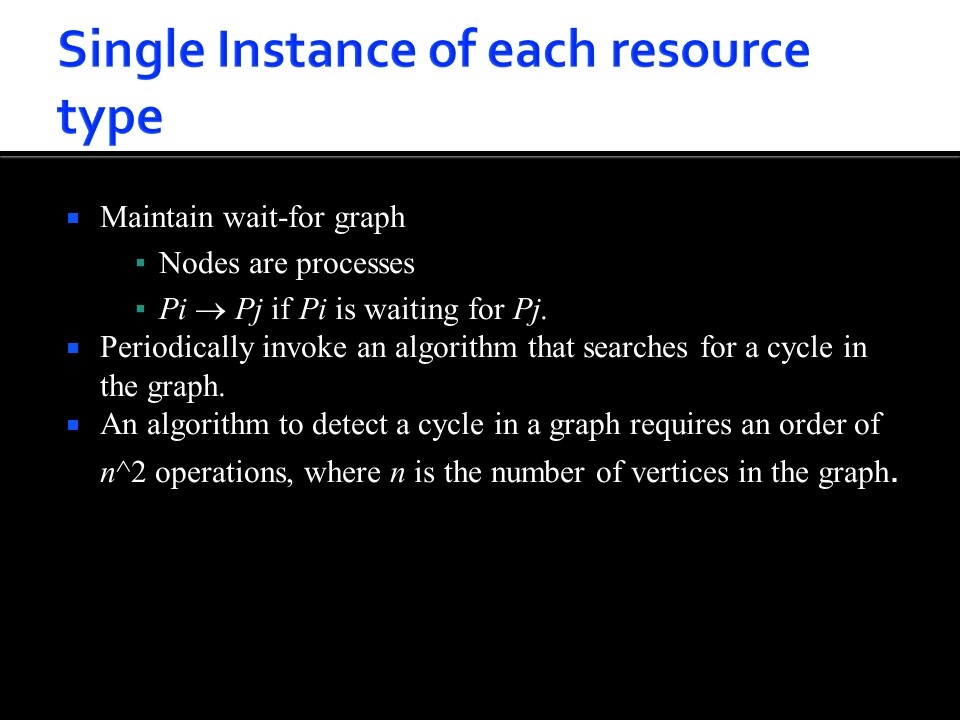 Single Instance of each resource
type
▪ Maintain wait-for graph
▪ Nodes are processes
▪ Pi → Pj if Pi is waiting for Pj.
▪ Periodically invoke an algorithm that searches for a cycle in
the graph.
▪ An algorithm to detect a cycle in a graph requires an order of
n^2 operations, where n is the number of vertices in the graph.